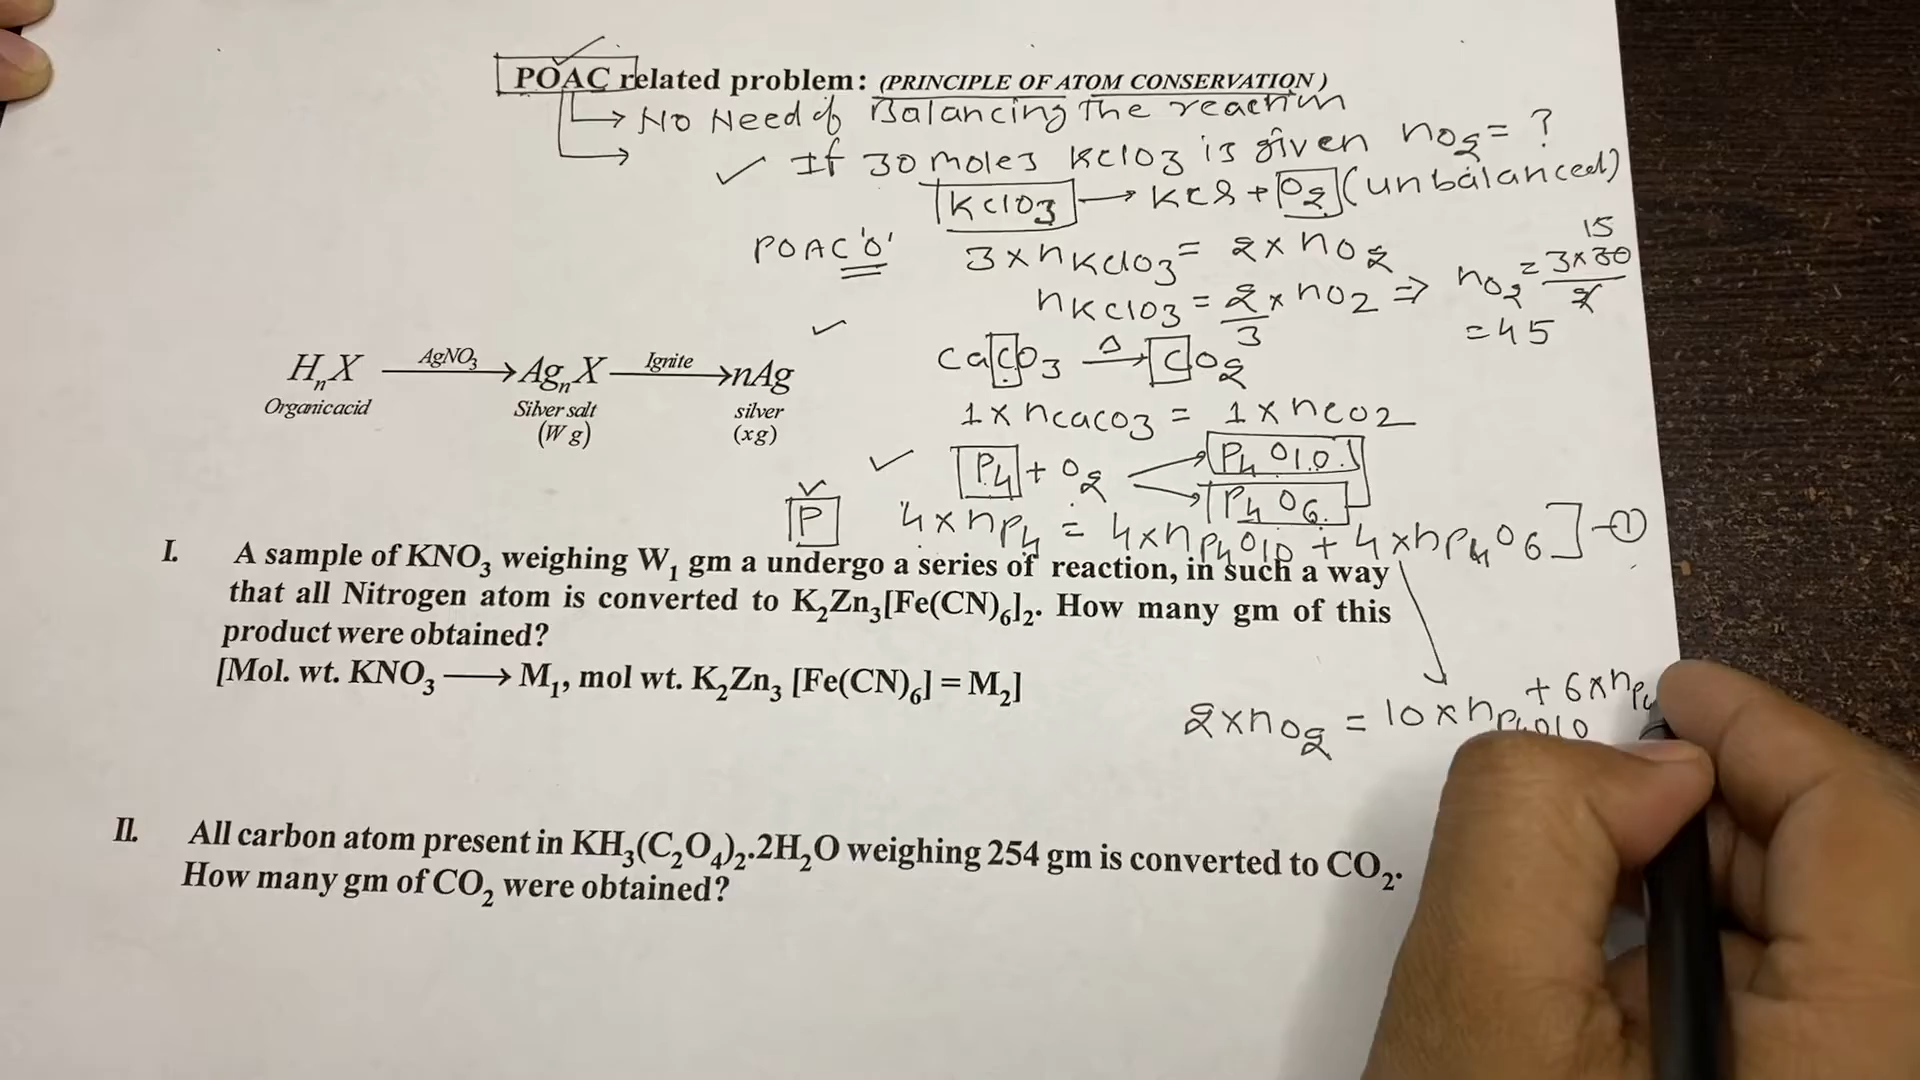 POAC related problem: (PRINCIPLE OF ATOM CONSERVATION)
→ No Need of Balancing The reaction
→
✓ If 30 moles KClO3 is given nO2 = ?
KClO3 → KCl + O2 (unbalanced)
POAC 'O' 3 × nKClO3 = 2 × nO2
nKClO3 = 2/3 × nO2 ⇒ nO2 = 3×30/2
15
= 45
CaCO3 Δ→ CO2
1 × nCaCO3 = 1 × nCO2
HnX AgNO3→ AgnX Ignite→ nAg
Organic acid Silver salt silver
(W g) (xg)
P4 + O2 → P4O10
→ P4O6
P 4 × nP4 = 4×nP4O10 + 4×nP4O6] –①
I. A sample of KNO3 weighing W1 gm a undergo a series of reaction, in such a way
that all Nitrogen atom is converted to K2Zn3[Fe(CN)6]2. How many gm of this
product were obtained?
[Mol. wt. KNO3 → M1, mol wt. K2Zn3 [Fe(CN)6] = M2]
2×nO2 = 10×nP4O10 + 6×nP4
II. All carbon atom present in KH3(C2O4)2.2H2O weighing 254 gm is converted to CO2.
How many gm of CO2 were obtained?